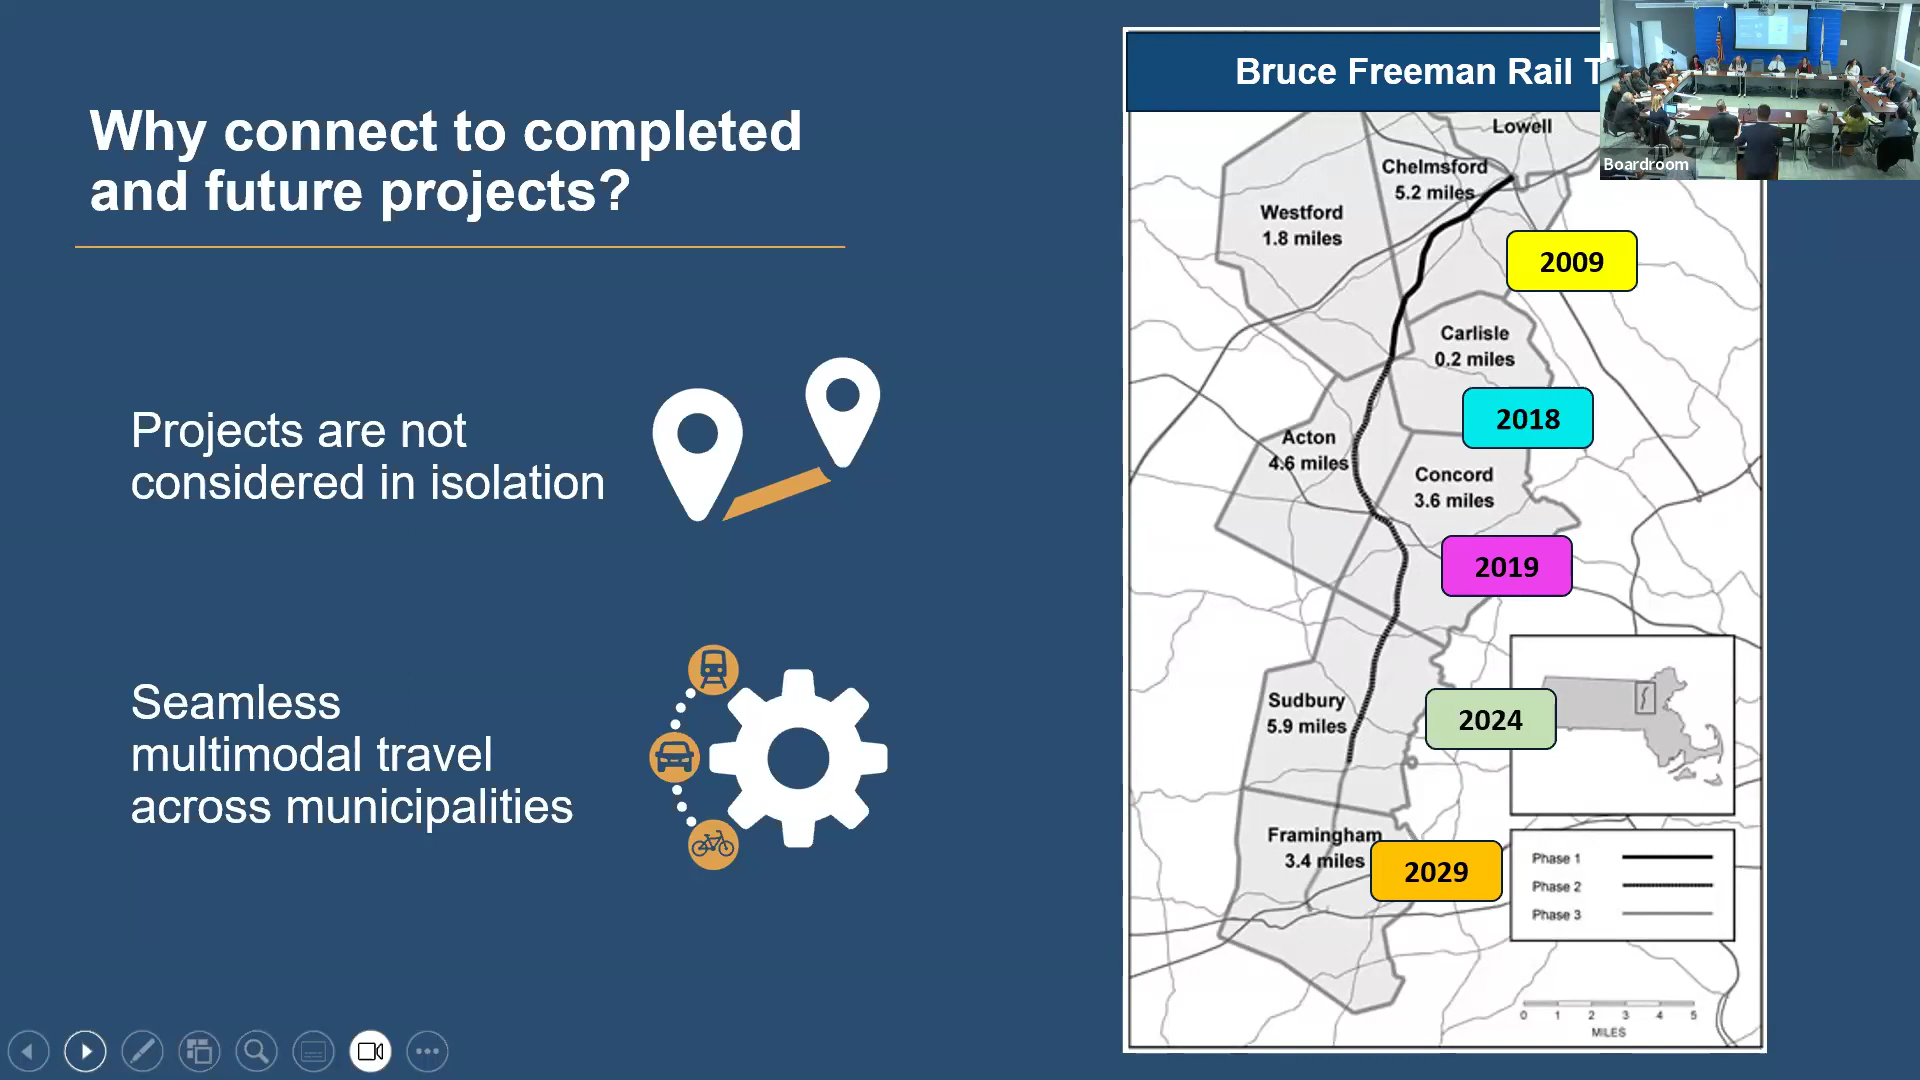 Why connect to completed
and future projects?
Projects are not
considered in isolation
Seamless
multimodal travel
across municipalities
Bruce Freeman Rail T
Boardroom
Lowell
Chelmsford
5.2 miles
Westford
1.8 miles
2009
Carlisle
0.2 miles
2018
Acton
4.6 miles
Concord
3.6 miles
2019
Sudbury
5.9 miles
2024
Framingham
3.4 miles
2029
Phase 1
Phase 2
Phase 3
0 1 2 3 4 5
MILES